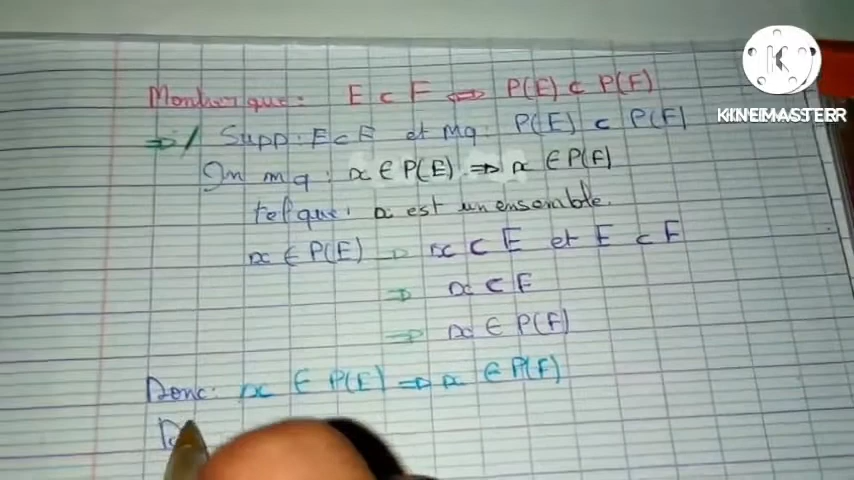 Montrer que: E ⊂ F ⟺ P(E) ⊂ P(F)
⇒/ Supp: E⊂F et Mq: P(E) ⊂ P(F)
On mq: x ∈ P(E) ⇒ x ∈ P(F)
tel que: x est un ensemble.
x ∈ P(E) ⇒ x ⊂ E et E ⊂ F
⇒ x ⊂ F
⇒ x ∈ P(F)
Donc: x ∈ P(E) ⇒ x ∈ P(F)
KINEMASTER